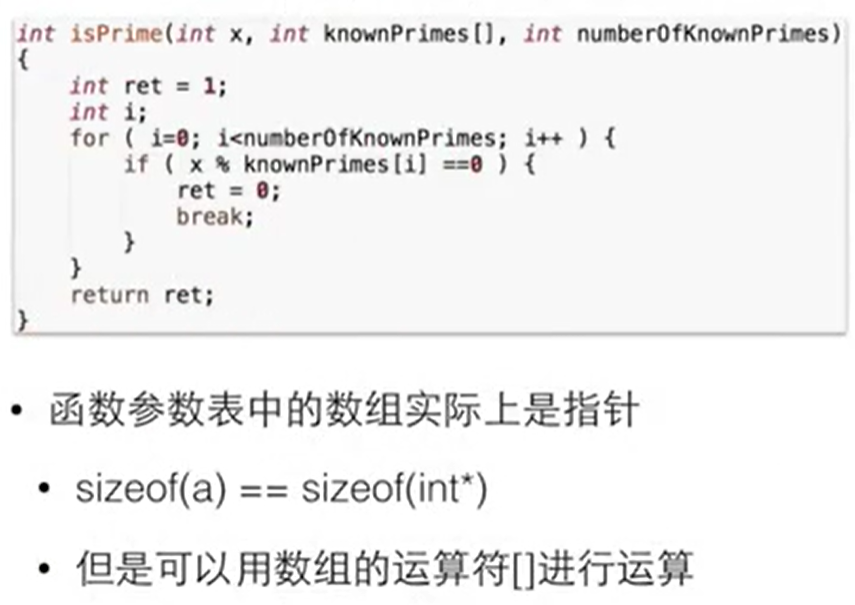 int isPrime(int x, int knownPrimes[], int numberOfKnownPrimes)
{
    int ret = 1;
    int i;
    for ( i=0; i<numberOfKnownPrimes; i++ ) {
        if ( x % knownPrimes[i] ==0 ) {
            ret = 0;
            break;
        }
    }
    return ret;
}
• 函数参数表中的数组实际上是指针
• sizeof(a) == sizeof(int*)
• 但是可以用数组的运算符[]进行运算